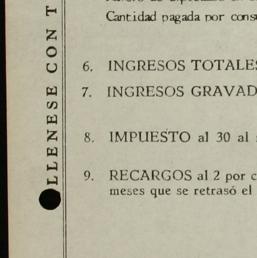 Cantidad pagada por
6. INGRESOS TOTALES
7. INGRESOS GRAVAD
8. IMPUESTO al 30 al
9. RECARGOS al 2 por c
meses que se retrasó el
LLENESE CON T